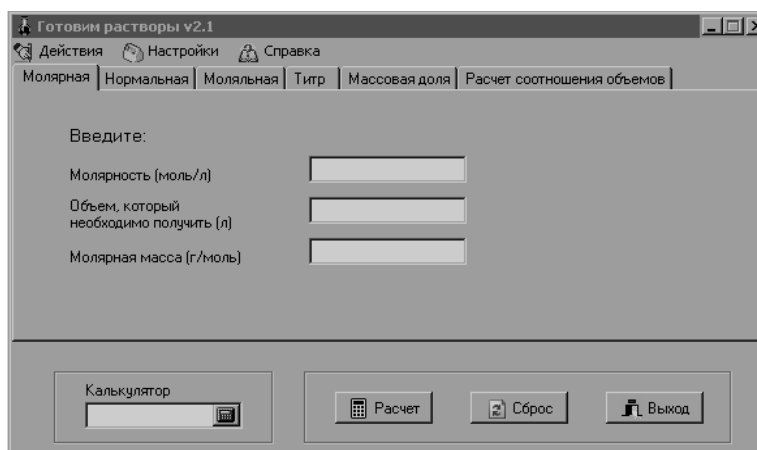 Готовим растворы v2.1
Действия Настройки Справка
Молярная Нормальная Моляльная Титр Массовая доля Расчет соотношения объемов
Введите:
Молярность (моль/л)
Объем, который
необходимо получить (л)
Молярная масса (г/моль)
Калькулятор
Расчет Сброс Выход